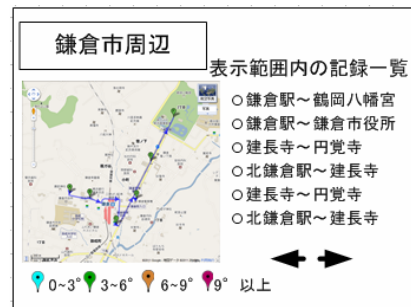 鎌倉市周辺
表示範囲内の記録一覧
○鎌倉駅～鶴岡八幡宮
○鎌倉駅～鎌倉市役所
○建長寺～円覚寺
○北鎌倉駅～建長寺
○建長寺～円覚寺
○北鎌倉駅～建長寺
0~3° 3~6° 6~9° 9° 以上